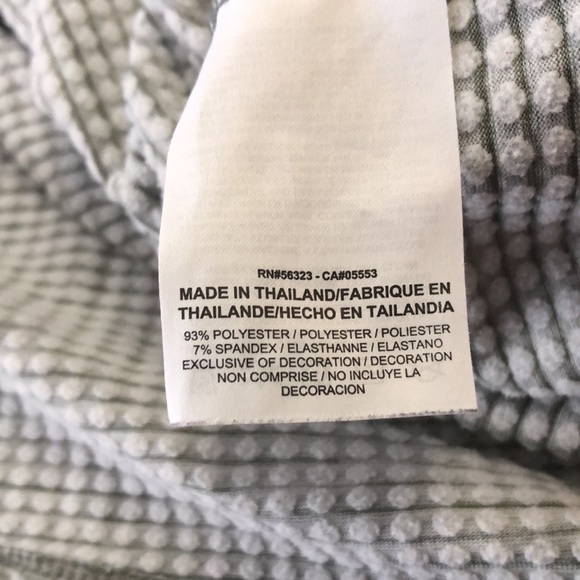 RN#56323 - CA#05553
MADE IN THAILAND/FABRIQUE EN
THAILANDE/HECHO EN TAILANDIA
93% POLYESTER / POLYESTER / POLIESTER
7% SPANDEX / ELASTHANNE / ELASTANO
EXCLUSIVE OF DECORATION / DECORATION
NON COMPRISE / NO INCLUYE LA
DECORACION